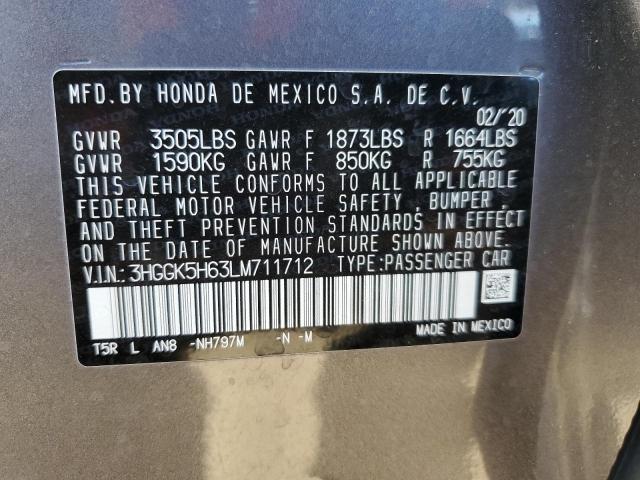 MFD. BY HONDA DE MEXICO S.A. DE C.V.
02/'20
GVWR 3505LBS GAWR F 1873LBS R 1664LBS
GVWR 1590KG GAWR F 850KG R 755KG
THIS VEHICLE CONFORMS TO ALL APPLICABLE
FEDERAL MOTOR VEHICLE SAFETY, BUMPER,
AND THEFT PREVENTION STANDARDS IN EFFECT
ON THE DATE OF MANUFACTURE SHOWN ABOVE.
V.I.N.: 3HGGK5H63LM711712 TYPE:PASSENGER CAR
MADE IN MEXICO
T5R L AN8 -NH797M -N -M